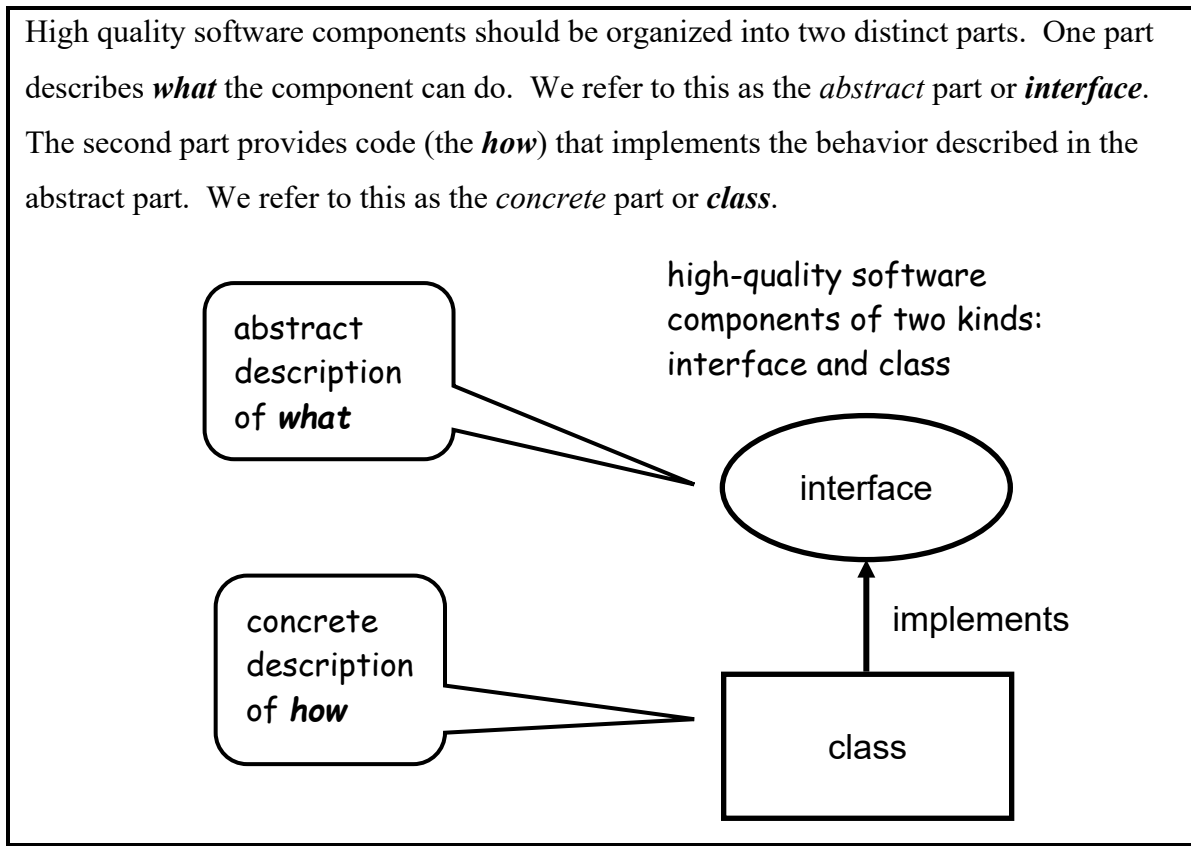 High quality software components should be organized into two distinct parts.  One part
describes what the component can do.  We refer to this as the abstract part or interface.
The second part provides code (the how) that implements the behavior described in the
abstract part.  We refer to this as the concrete part or class.
high-quality software
components of two kinds:
interface and class
abstract
description
of what
interface
implements
concrete
description
of how
class